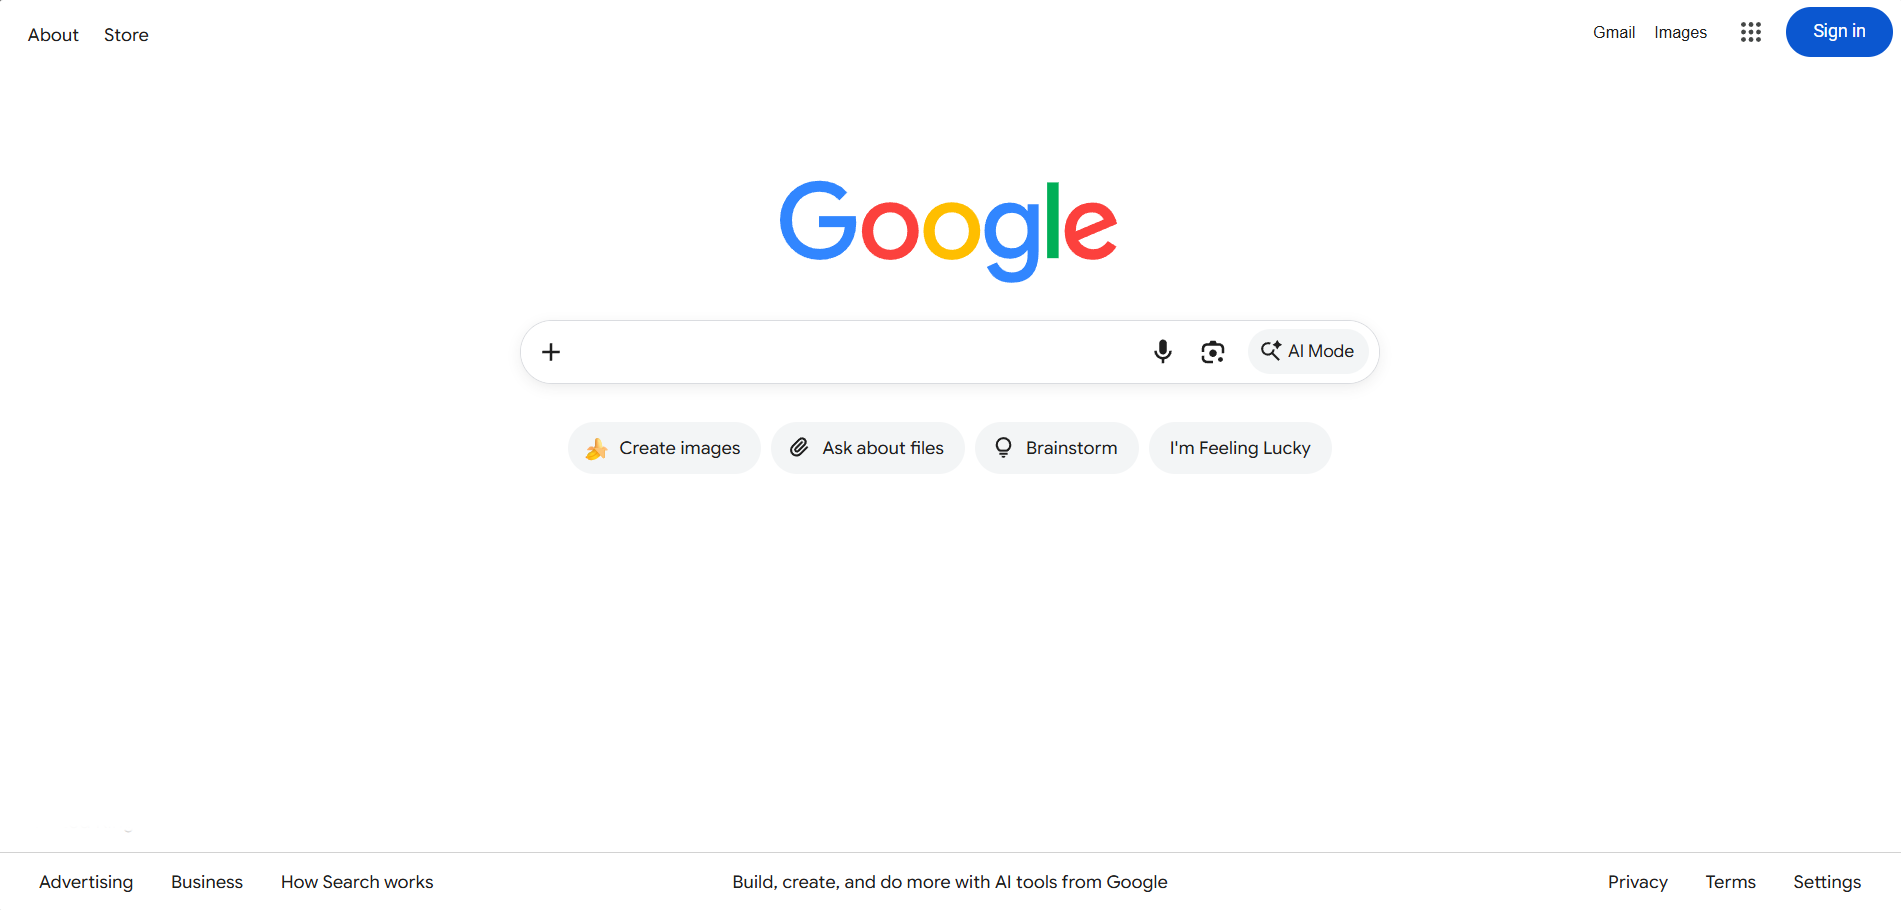 About Store Gmail Images Sign in
Google
AI Mode
Create images Ask about files Brainstorm I'm Feeling Lucky
Advertising Business How Search works Build, create, and do more with AI tools from Google Privacy Terms Settings